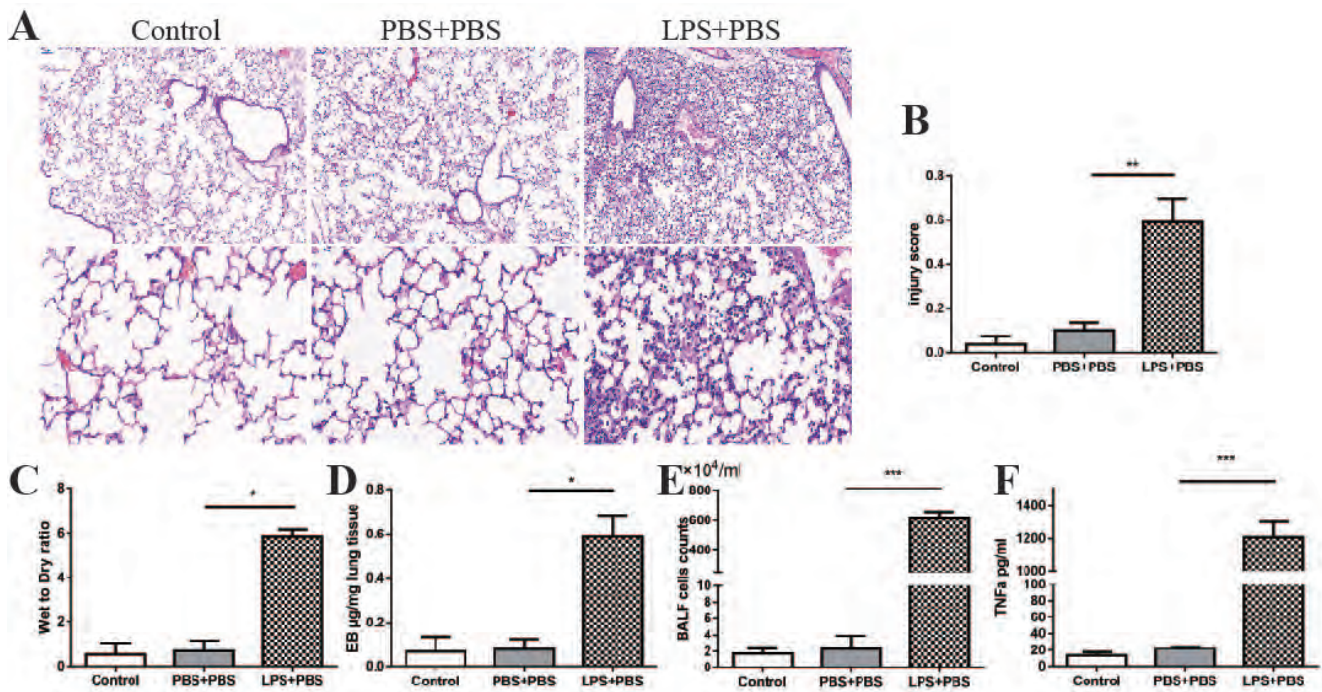 A
Control PBS+PBS LPS+PBS
B
**
injury score
0.8
0.6
0.4
0.2
0.0
Control PBS+PBS LPS+PBS
C
*
Wet to Dry ratio
8
6
4
2
0
Control PBS+PBS LPS+PBS
D
*
EB µg/mg lung tissue
0.8
0.6
0.4
0.2
0.0
Control PBS+PBS LPS+PBS
E
×10⁴/ml
***
BALF cells counts
800
600
400
200
10
8
6
4
2
0
Control PBS+PBS LPS+PBS
F
***
TNFa pg/ml
1400
1200
1000
100
80
60
40
20
0
Control PBS+PBS LPS+PBS